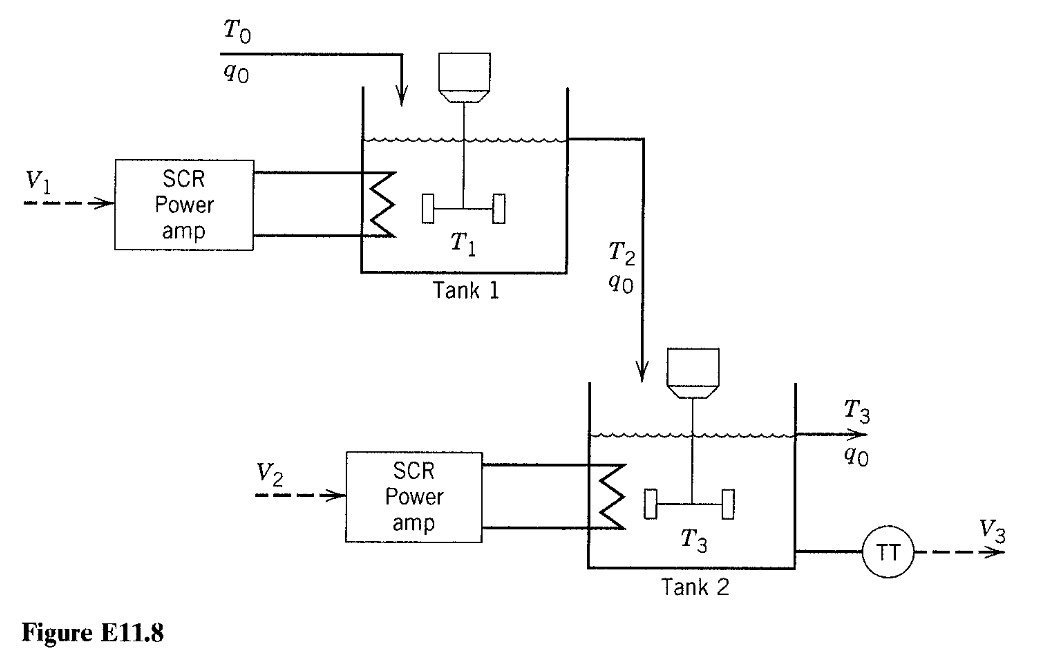 T0
q0
V1
SCR
Power
amp
T1
Tank 1
T2
q0
V2
SCR
Power
amp
T3
Tank 2
T3
q0
TT
V3
Figure E11.8